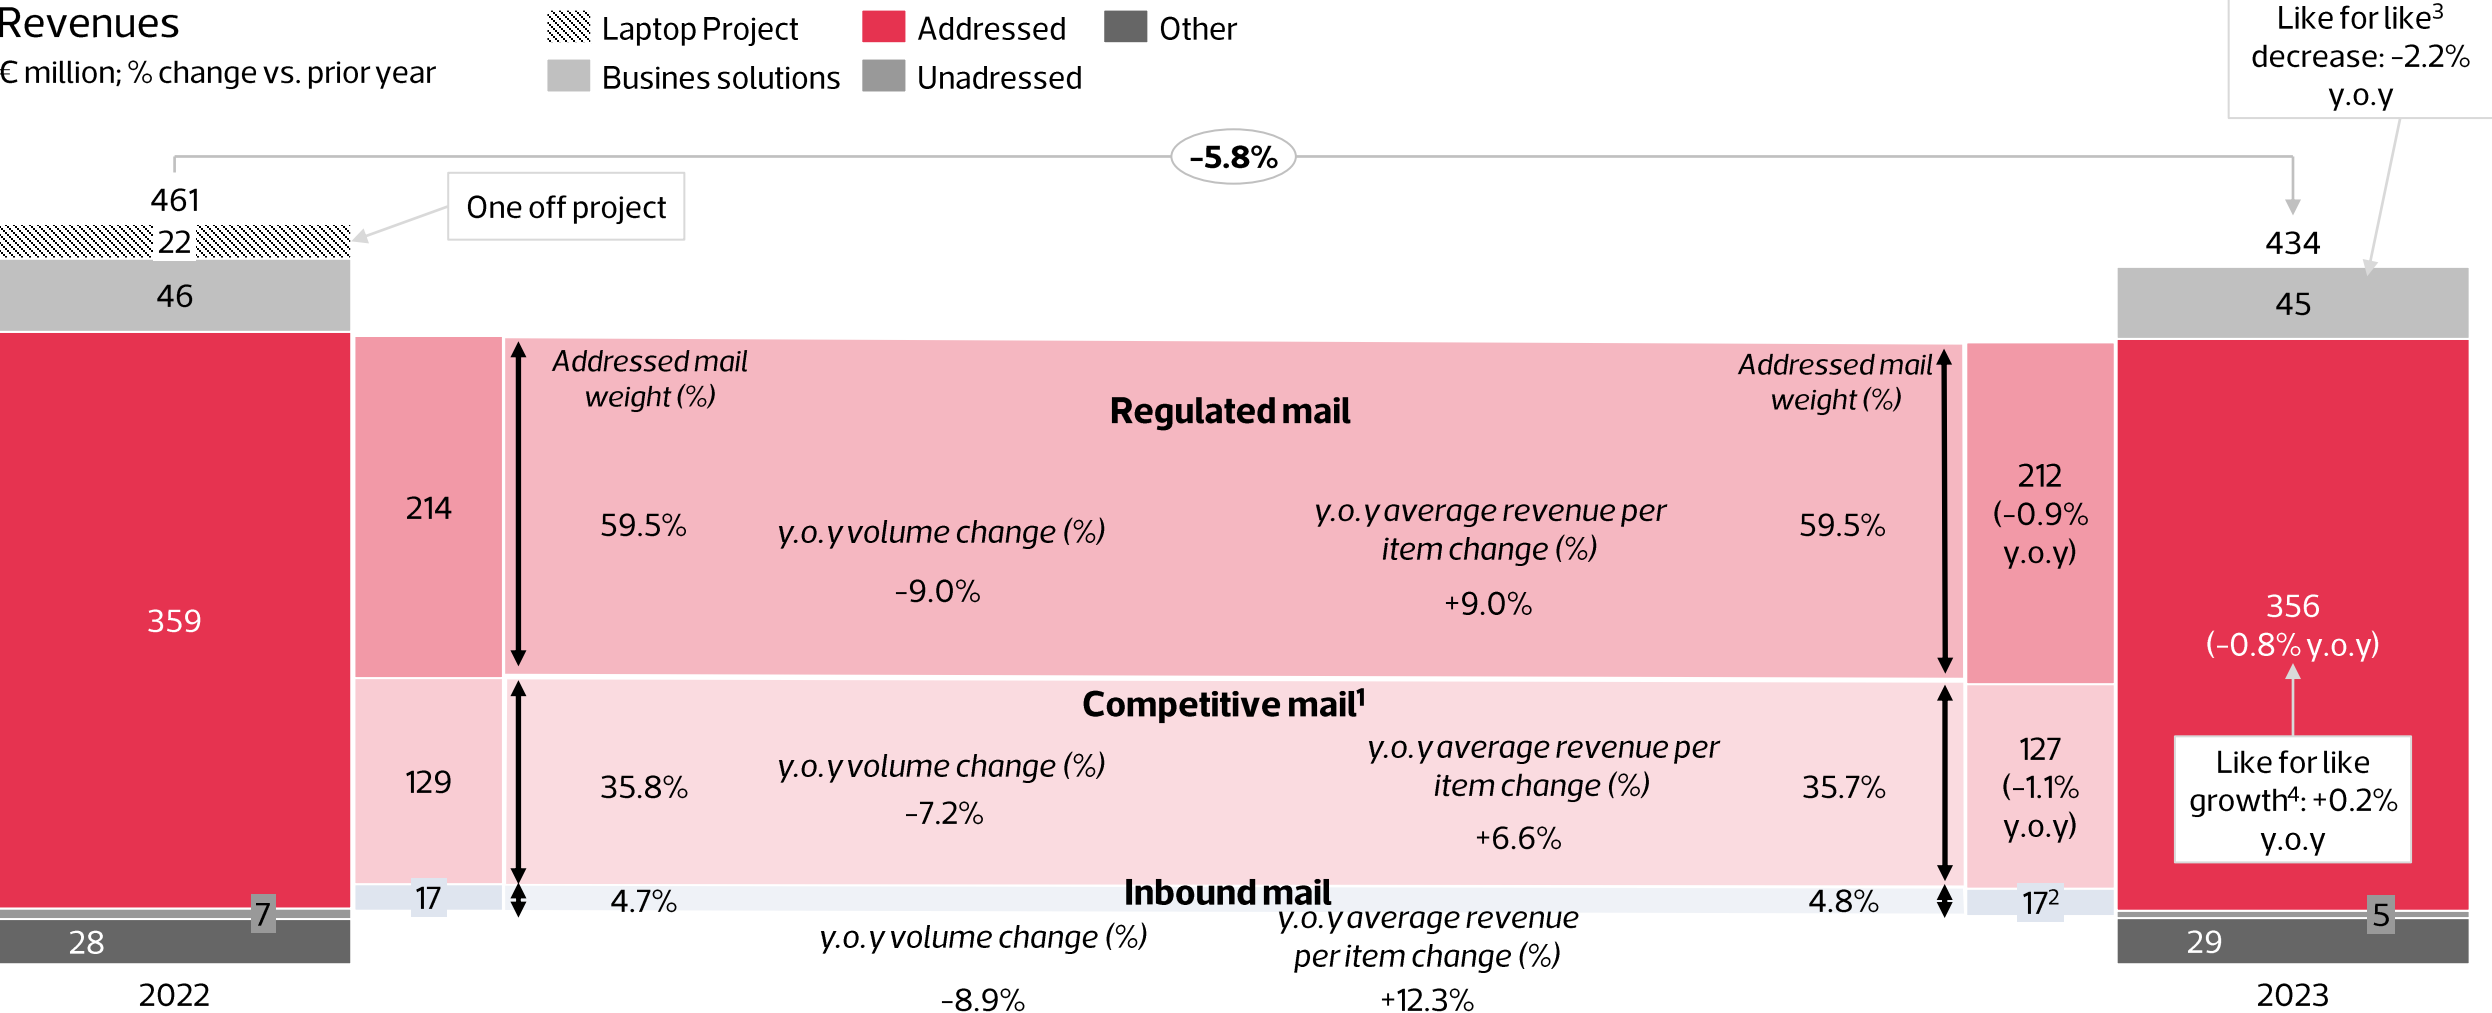 Revenues
€ million; % change vs. prior year
Laptop Project
Addressed
Other
Busines solutions
Unadressed
Like for like³
decrease: -2.2%
y.o.y
-5.8%
461
One off project
22
434
46
45
Addressed mail
weight (%)
Regulated mail
Addressed mail
weight (%)
214
59.5%
y.o.y volume change (%)
-9.0%
y.o.y average revenue per
item change (%)
+9.0%
59.5%
212
(-0.9%
y.o.y)
359
356
(-0.8% y.o.y)
Competitive mail¹
129
35.8%
y.o.y volume change (%)
-7.2%
y.o.y average revenue per
item change (%)
+6.6%
35.7%
127
(-1.1%
y.o.y)
Like for like
growth⁴: +0.2%
y.o.y
Inbound mail
17
4.7%
y.o.y volume change (%)
-8.9%
y.o.y average revenue
per item change (%)
+12.3%
4.8%
17²
7
5
28
29
2022
2023